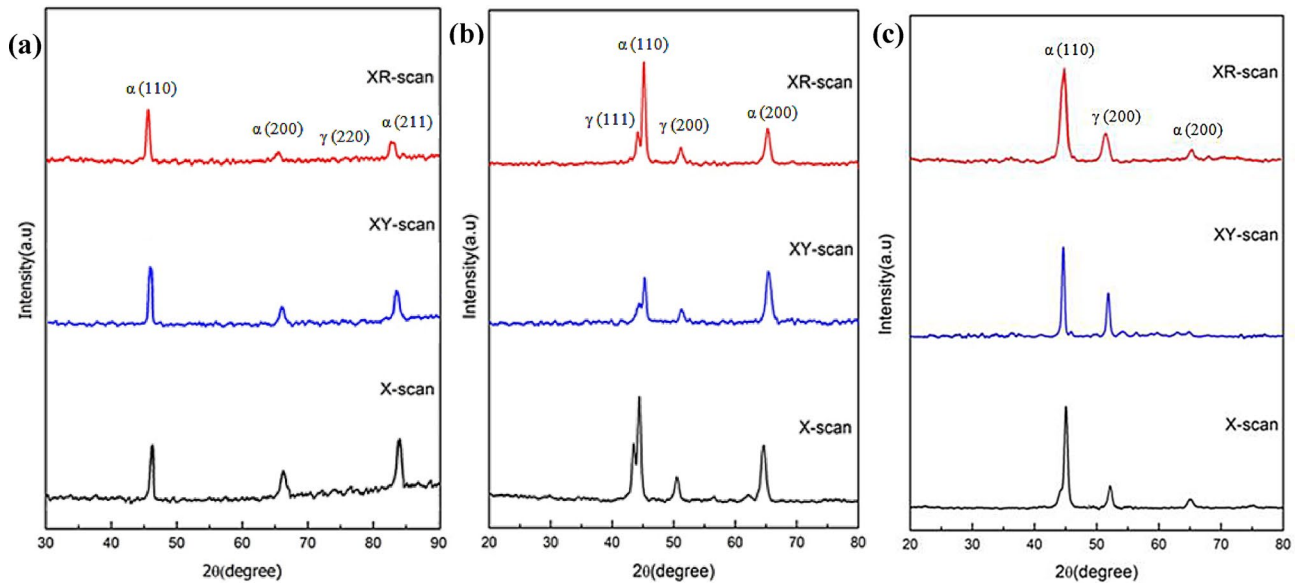 (a)
XR-scan
α (110)
α (200)
γ (220)
α (211)
XY-scan
X-scan
Intensity(a.u)
30 40 50 60 70 80 90
2θ(degree)
(b)
α (110)
XR-scan
γ (111)
γ (200)
α (200)
XY-scan
X-scan
Intensity(a.u)
20 30 40 50 60 70 80
2θ(degree)
(c)
α (110)
XR-scan
γ (200)
α (200)
XY-scan
X-scan
Intensity(a.u)
20 30 40 50 60 70 80
2θ(degree)